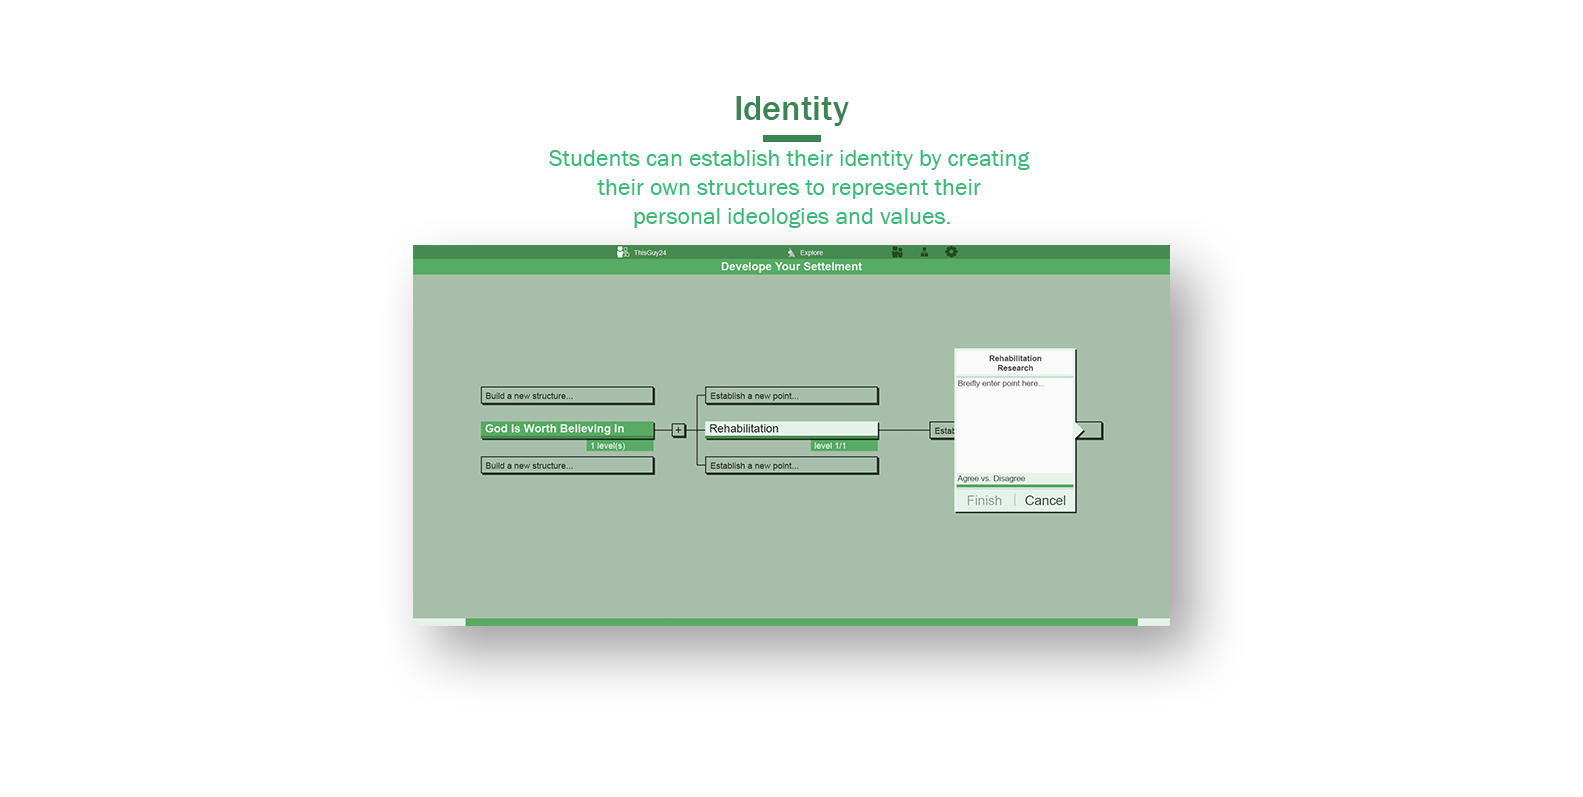 Identity
Students can establish their identity by creating
their own structures to represent their
personal ideologies and values.
ThisGuy24
Explore
Develope Your Settelment
Build a new structure...
God Is Worth Believing In
1 level(s)
Build a new structure...
+
Establish a new point...
Rehabilitation
level 1/1
Establish a new point...
Estab
Rehabilitation
Research
Breifly enter point here...
Agree vs. Disagree
Finish | Cancel